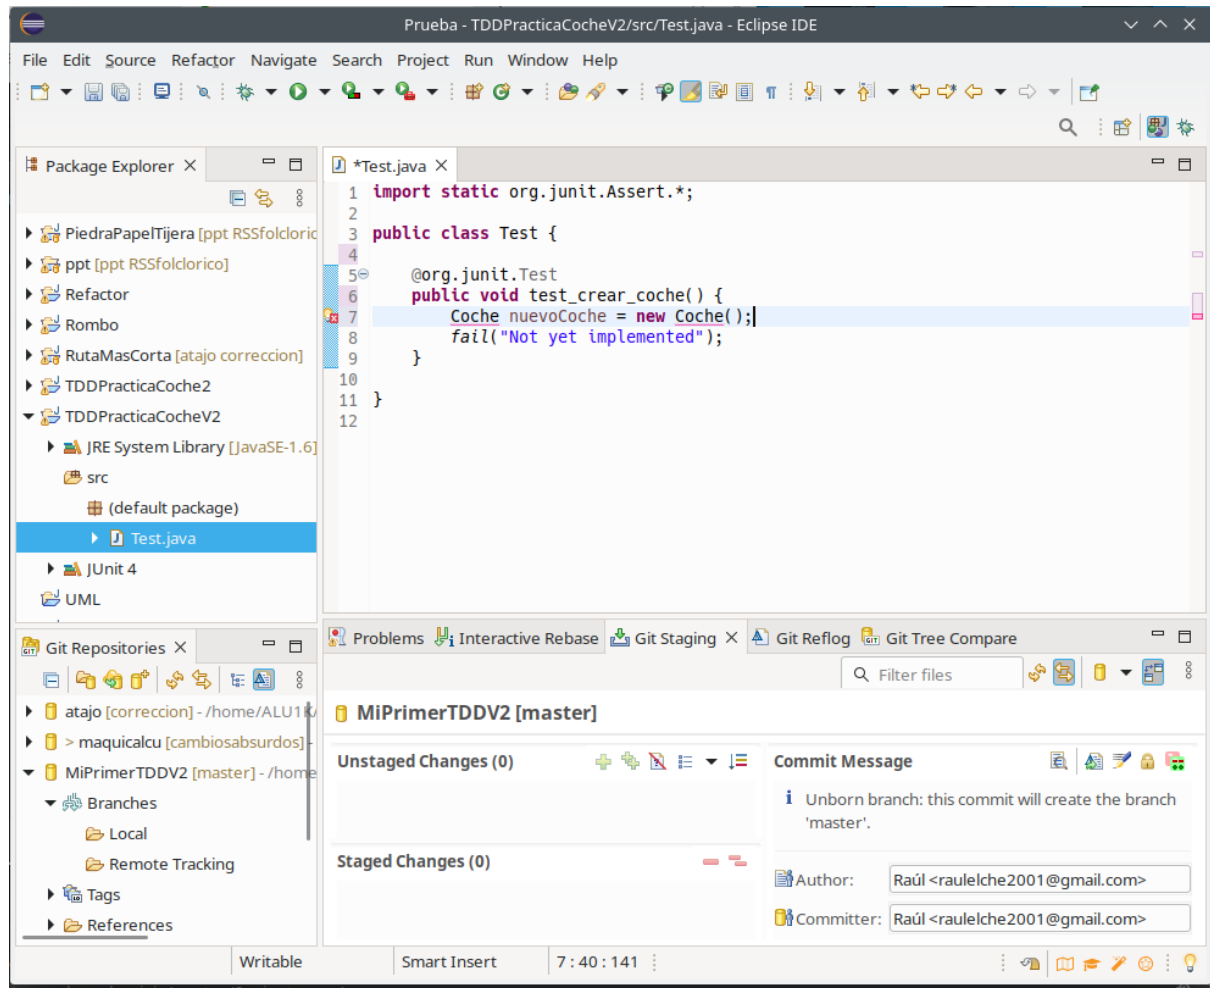 Prueba - TDDPracticaCocheV2/src/Test.java - Eclipse IDE
File Edit Source Refactor Navigate Search Project Run Window Help
Package Explorer
PiedraPapelTijera [ppt RSSfolcloric
ppt [ppt RSSfolclorico]
Refactor
Rombo
RutaMasCorta [atajo correccion]
TDDPracticaCoche2
TDDPracticaCocheV2
JRE System Library [JavaSE-1.6]
src
(default package)
Test.java
JUnit 4
UML
*Test.java
1 import static org.junit.Assert.*;
2
3 public class Test {
4
5 @org.junit.Test
6 public void test_crear_coche() {
7 Coche nuevoCoche = new Coche();
8 fail("Not yet implemented");
9 }
10
11 }
12
Git Repositories
atajo [correccion] - /home/ALU1K/
> maquicalcu [cambiosabsurdos] -
MiPrimerTDDV2 [master] - /home
Branches
Local
Remote Tracking
Tags
References
Problems Interactive Rebase Git Staging Git Reflog Git Tree Compare
Filter files
MiPrimerTDDV2 [master]
Unstaged Changes (0)
Staged Changes (0)
Commit Message
Unborn branch: this commit will create the branch
'master'.
Author: Raúl <raulelche2001@gmail.com>
Committer: Raúl <raulelche2001@gmail.com>
Writable Smart Insert 7 : 40 : 141